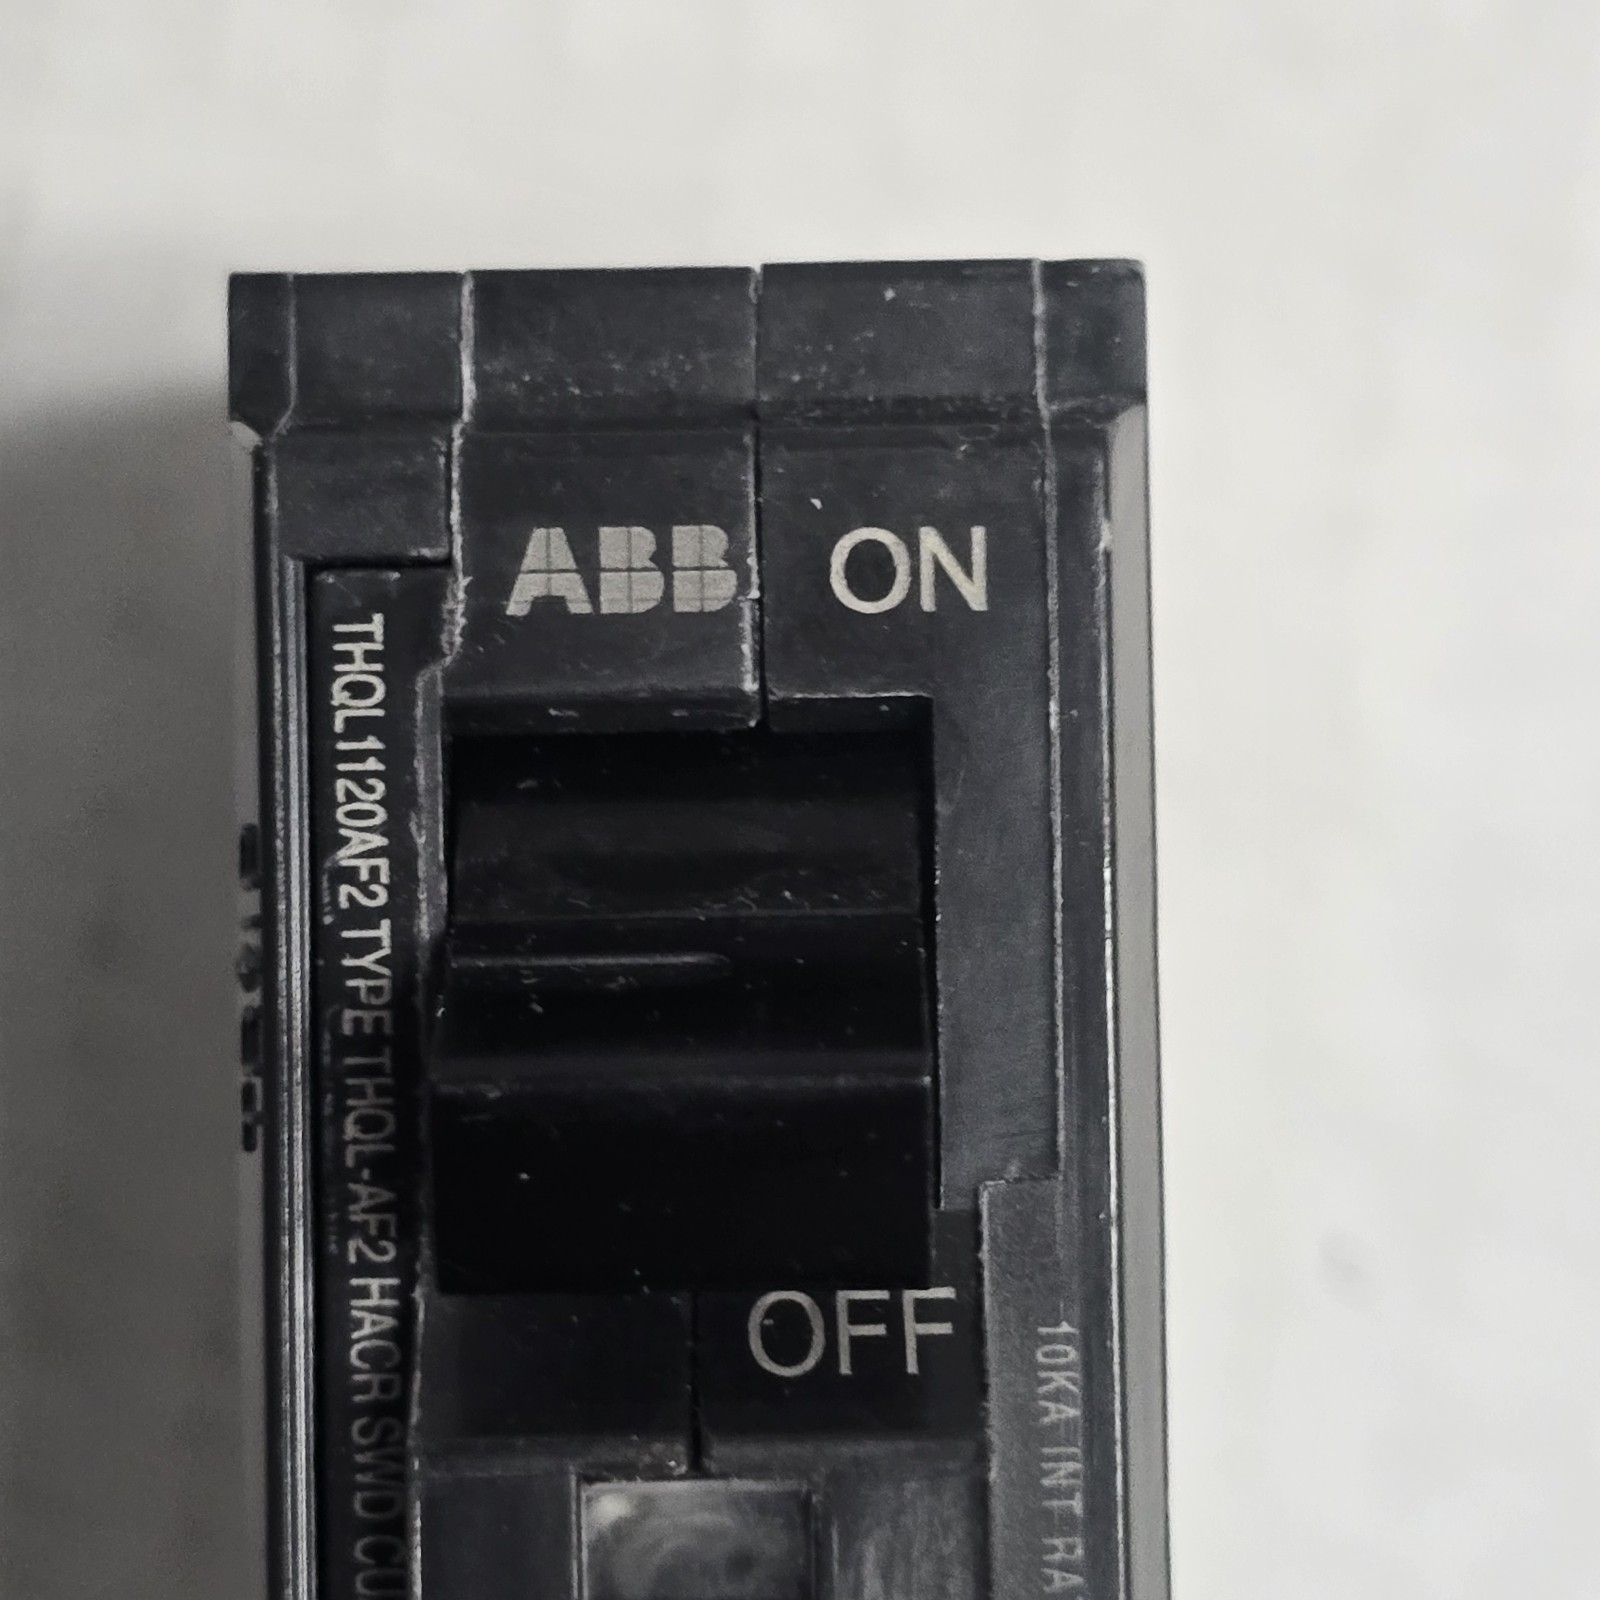 ABB ON
THQL1120AF2 TYPE THQL-AF2 HACR SWD
OFF
10KA INT